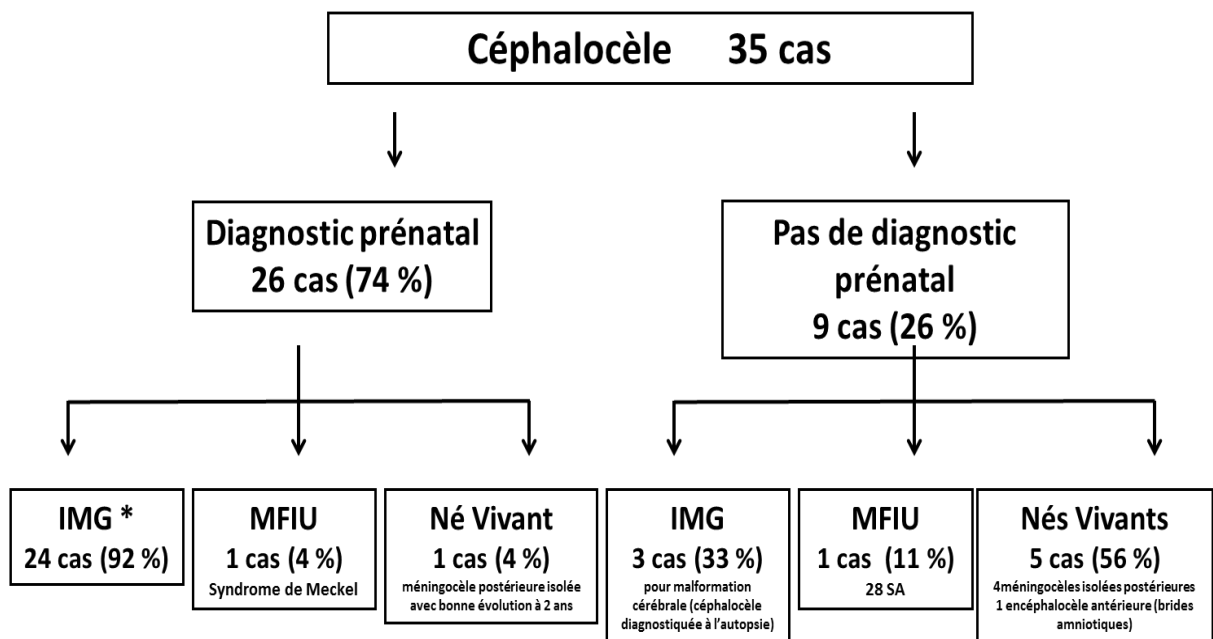 Céphalocèle 35 cas
Diagnostic prénatal
26 cas (74 %)
Pas de diagnostic
prénatal
9 cas (26 %)
IMG *
24 cas (92 %)
MFIU
1 cas (4 %)
Syndrome de Meckel
Né Vivant
1 cas (4 %)
méningocèle postérieure isolée
avec bonne évolution à 2 ans
IMG
3 cas (33 %)
pour malformation
cérébrale (céphalocèle
diagnostiquée à l'autopsie)
MFIU
1 cas (11 %)
28 SA
Nés Vivants
5 cas (56 %)
4méningocèles isolées postérieures
1 encéphalocèle antérieure (brides
amniotiques)